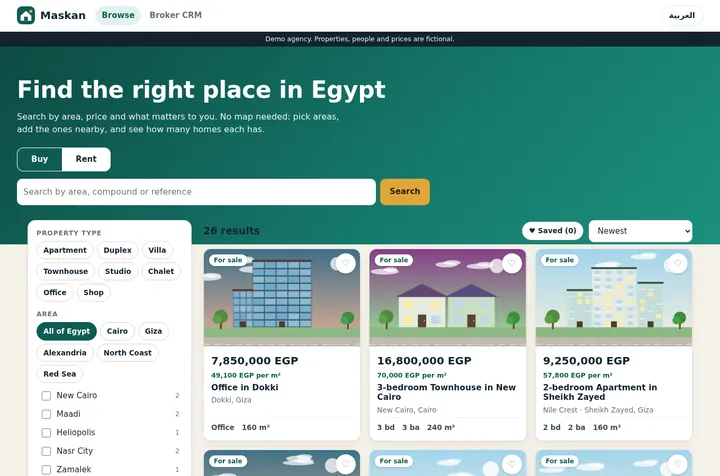 Maskan Browse Broker CRM العربية
Demo agency. Properties, people and prices are fictional.
Find the right place in Egypt
Search by area, price and what matters to you. No map needed: pick areas,
add the ones nearby, and see how many homes each has.
Buy Rent
Search by area, compound or reference Search
PROPERTY TYPE
Apartment Duplex Villa
Townhouse Studio Chalet
Office Shop
AREA
All of Egypt Cairo Giza
Alexandria North Coast
Red Sea
New Cairo 2
Maadi 2
Heliopolis 1
Nasr City 2
Zamalek 1
26 results ♥ Saved (0) Newest
For sale
7,850,000 EGP
49,100 EGP per m²
Office in Dokki
Dokki, Giza
Office 160 m²
For sale
16,800,000 EGP
70,000 EGP per m²
3-bedroom Townhouse in New
Cairo
New Cairo, Cairo
3 bd 3 ba 240 m²
For sale
9,250,000 EGP
57,800 EGP per m²
2-bedroom Apartment in
Sheikh Zayed
Nile Crest · Sheikh Zayed, Giza
2 bd 2 ba 160 m²
For sale
For sale
For sale